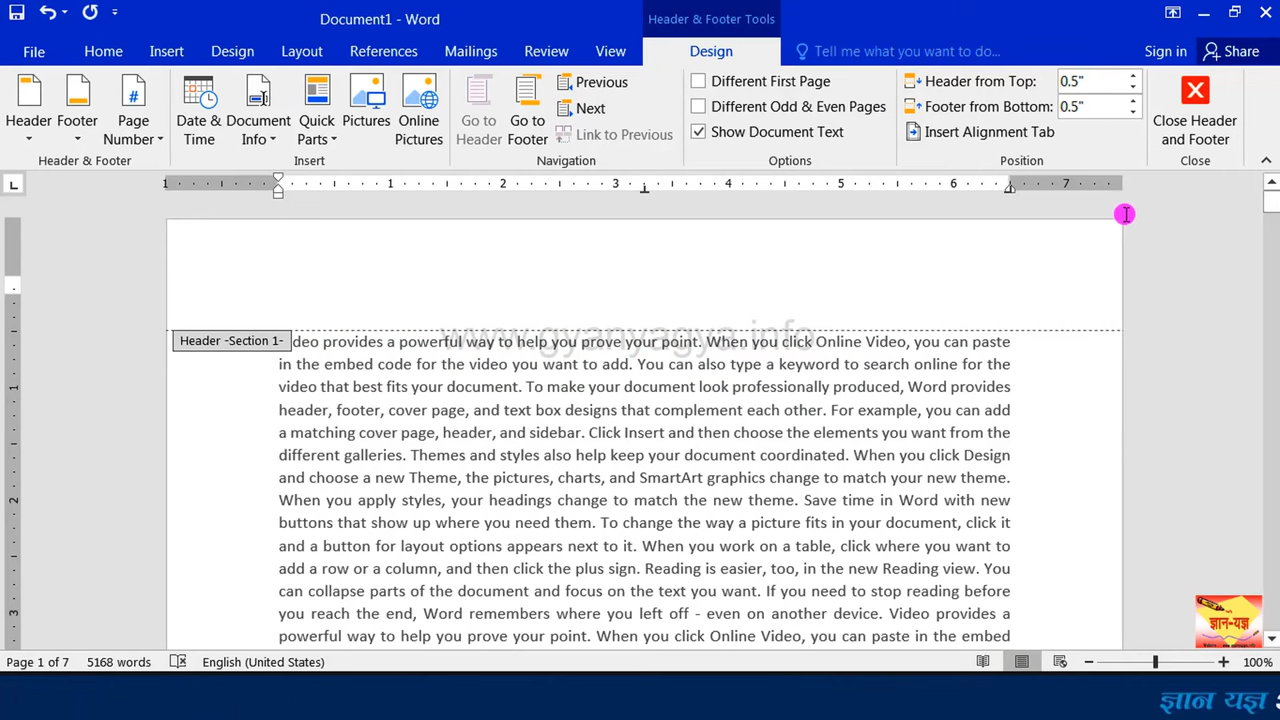 Document1 - Word
Header & Footer Tools
File Home Insert Design Layout References Mailings Review View Design Tell me what you want to do... Sign in Share
Header
Footer
Page Number
Header & Footer
Date & Time
Document Info
Quick Parts
Pictures
Online Pictures
Insert
Go to Header
Go to Footer
Previous
Next
Link to Previous
Navigation
Different First Page
Different Odd & Even Pages
Show Document Text
Options
Header from Top: 0.5"
Footer from Bottom: 0.5"
Insert Alignment Tab
Position
Close Header and Footer
Close
L
1 1 2 3 4 5 6 7
www.gyanyagya.info
Header -Section 1-
deo provides a powerful way to help you prove your point. When you click Online Video, you can paste
in the embed code for the video you want to add. You can also type a keyword to search online for the
video that best fits your document. To make your document look professionally produced, Word provides
header, footer, cover page, and text box designs that complement each other. For example, you can add
a matching cover page, header, and sidebar. Click Insert and then choose the elements you want from the
different galleries. Themes and styles also help keep your document coordinated. When you click Design
and choose a new Theme, the pictures, charts, and SmartArt graphics change to match your new theme.
When you apply styles, your headings change to match the new theme. Save time in Word with new
buttons that show up where you need them. To change the way a picture fits in your document, click it
and a button for layout options appears next to it. When you work on a table, click where you want to
add a row or a column, and then click the plus sign. Reading is easier, too, in the new Reading view. You
can collapse parts of the document and focus on the text you want. If you need to stop reading before
you reach the end, Word remembers where you left off - even on another device. Video provides a
powerful way to help you prove your point. When you click Online Video, you can paste in the embed
1
2
3
ज्ञान-यज्ञ
Page 1 of 7 5168 words English (United States) 100%
ज्ञान यज्ञ